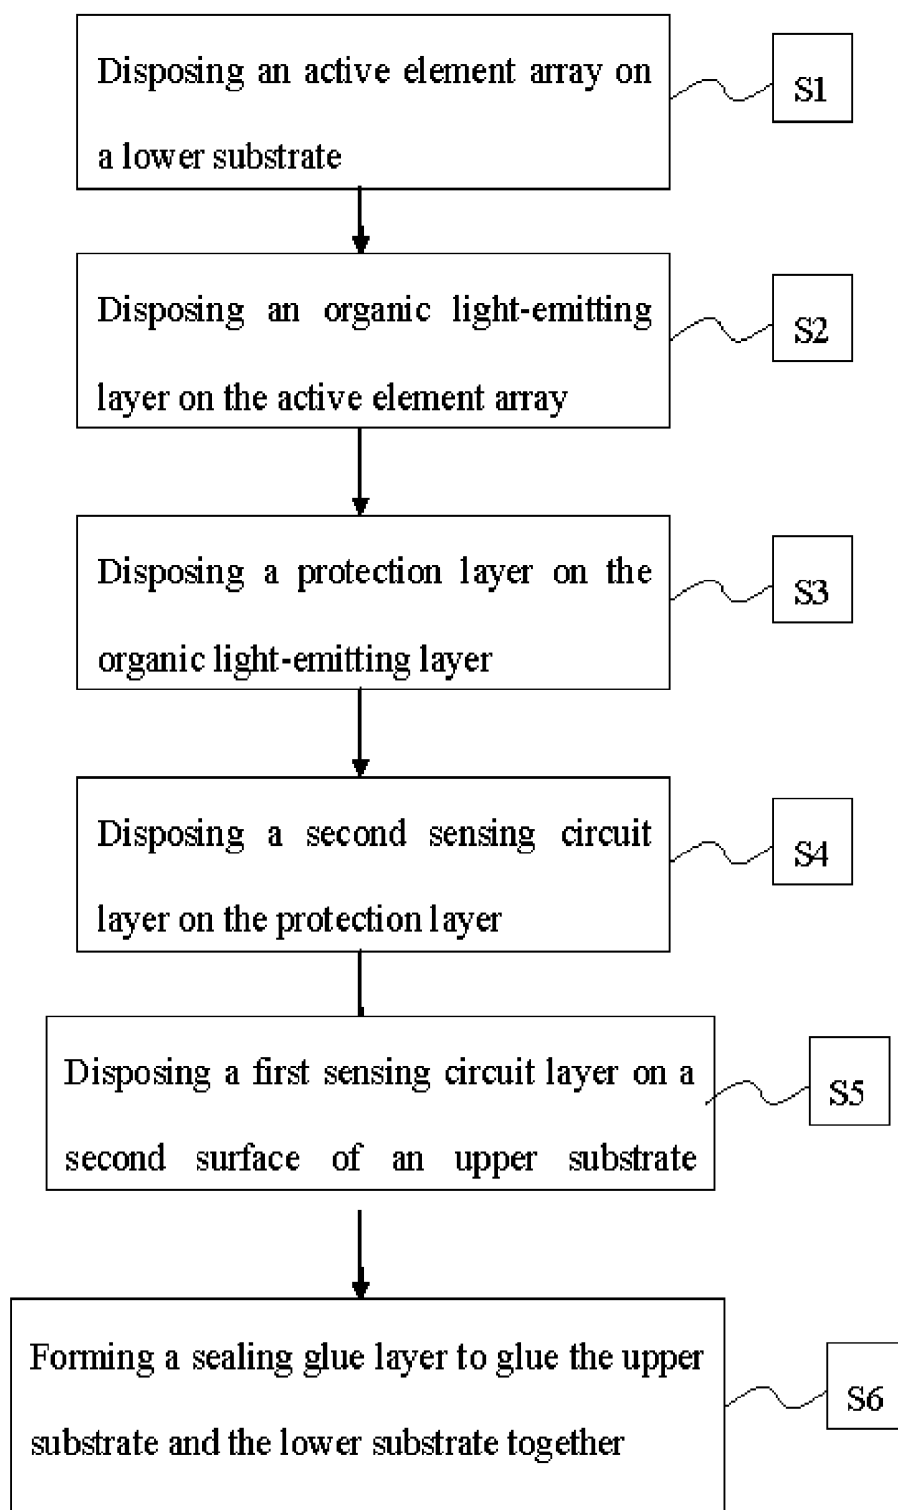 Disposing an active element array on
a lower substrate
S1
Disposing an organic light-emitting
layer on the active element array
S2
Disposing a protection layer on the
organic light-emitting layer
S3
Disposing a second sensing circuit
layer on the protection layer
S4
Disposing a first sensing circuit layer on a
second surface of an upper substrate
S5
Forming a sealing glue layer to glue the upper
substrate and the lower substrate together
S6